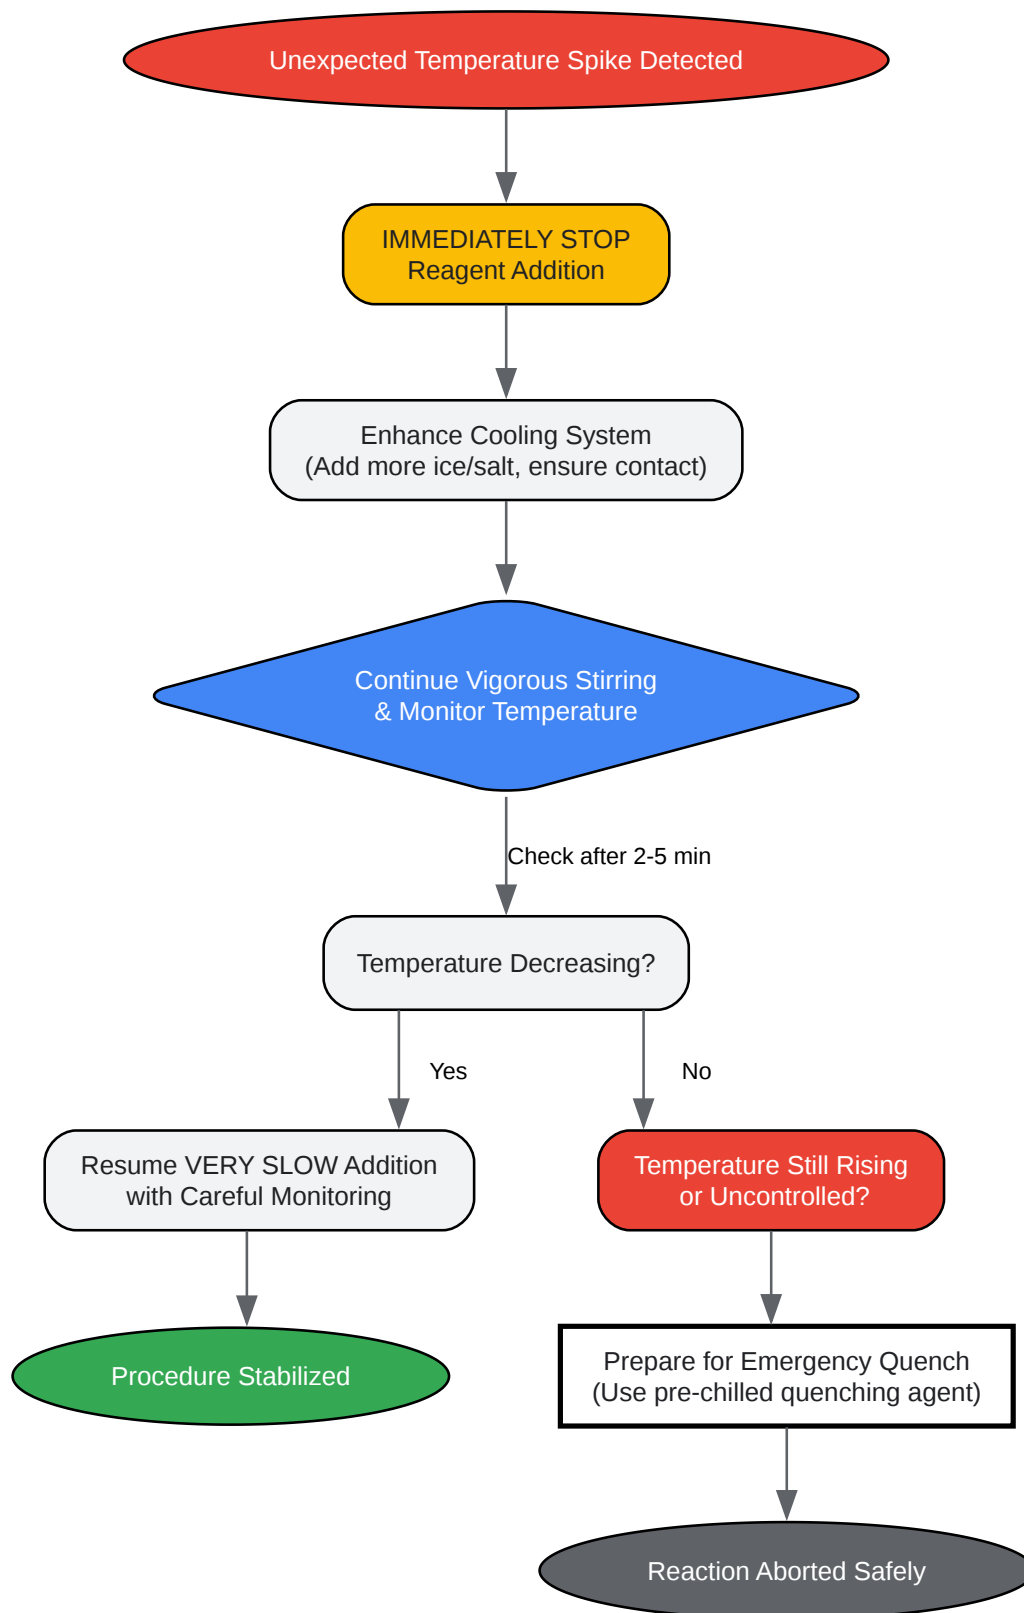 Unexpected Temperature Spike Detected
IMMEDIATELY STOP
Reagent Addition
Enhance Cooling System
(Add more ice/salt, ensure contact)
Continue Vigorous Stirring
& Monitor Temperature
Check after 2-5 min
Temperature Decreasing?
Yes
No
Resume VERY SLOW Addition
with Careful Monitoring
Temperature Still Rising
or Uncontrolled?
Procedure Stabilized
Prepare for Emergency Quench
(Use pre-chilled quenching agent)
Reaction Aborted Safely